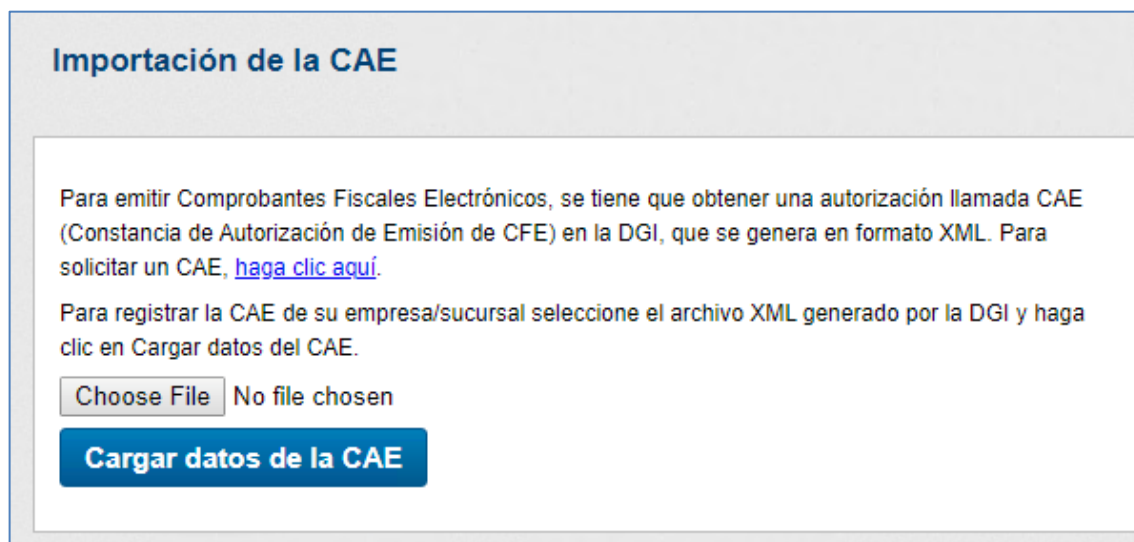 Importación de la CAE
Para emitir Comprobantes Fiscales Electrónicos, se tiene que obtener una autorización llamada CAE
(Constancia de Autorización de Emisión de CFE) en la DGI, que se genera en formato XML. Para
solicitar un CAE, haga clic aquí.
Para registrar la CAE de su empresa/sucursal seleccione el archivo XML generado por la DGI y haga
clic en Cargar datos del CAE.
Choose File No file chosen
Cargar datos de la CAE